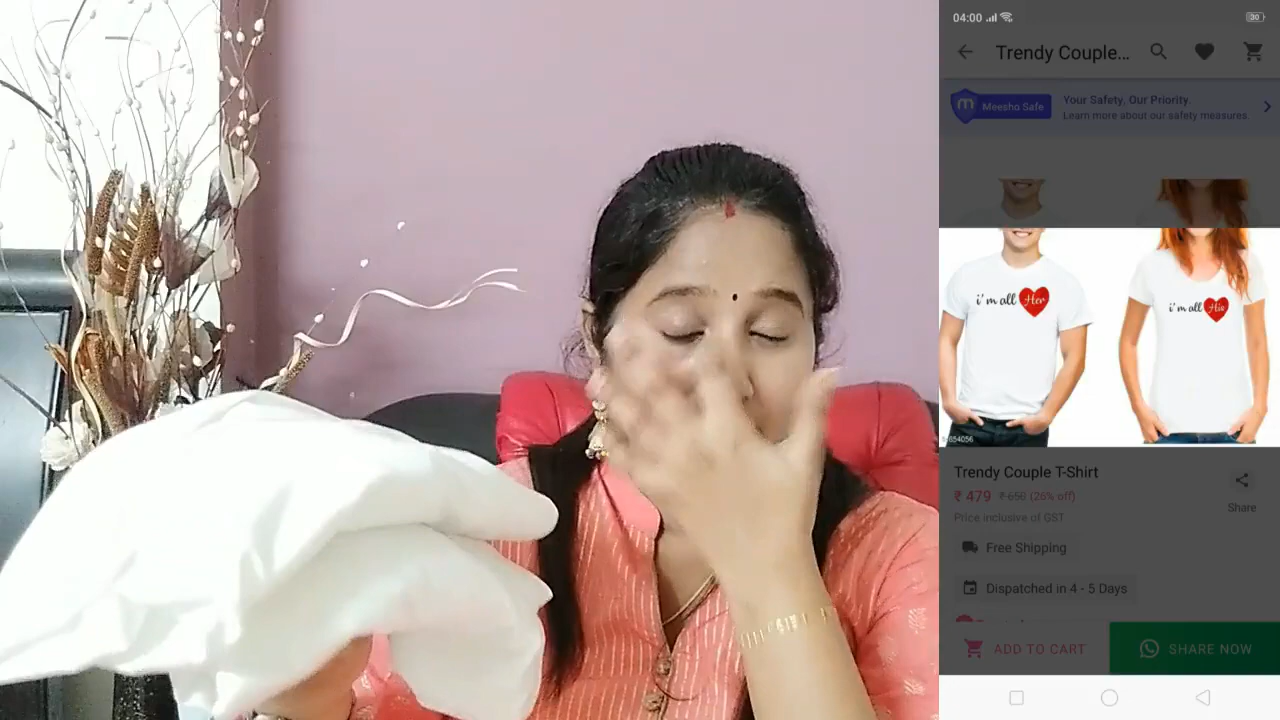 04:00
30
Trendy Couple...
m Meesho Safe
Your Safety, Our Priority.
Learn more about our safety measures.
i'm all Her
i'm all His
854056
Trendy Couple T-Shirt
₹ 479 ₹ 650 (26% off)
Price inclusive of GST
Share
Free Shipping
Dispatched in 4 - 5 Days
ADD TO CART
SHARE NOW